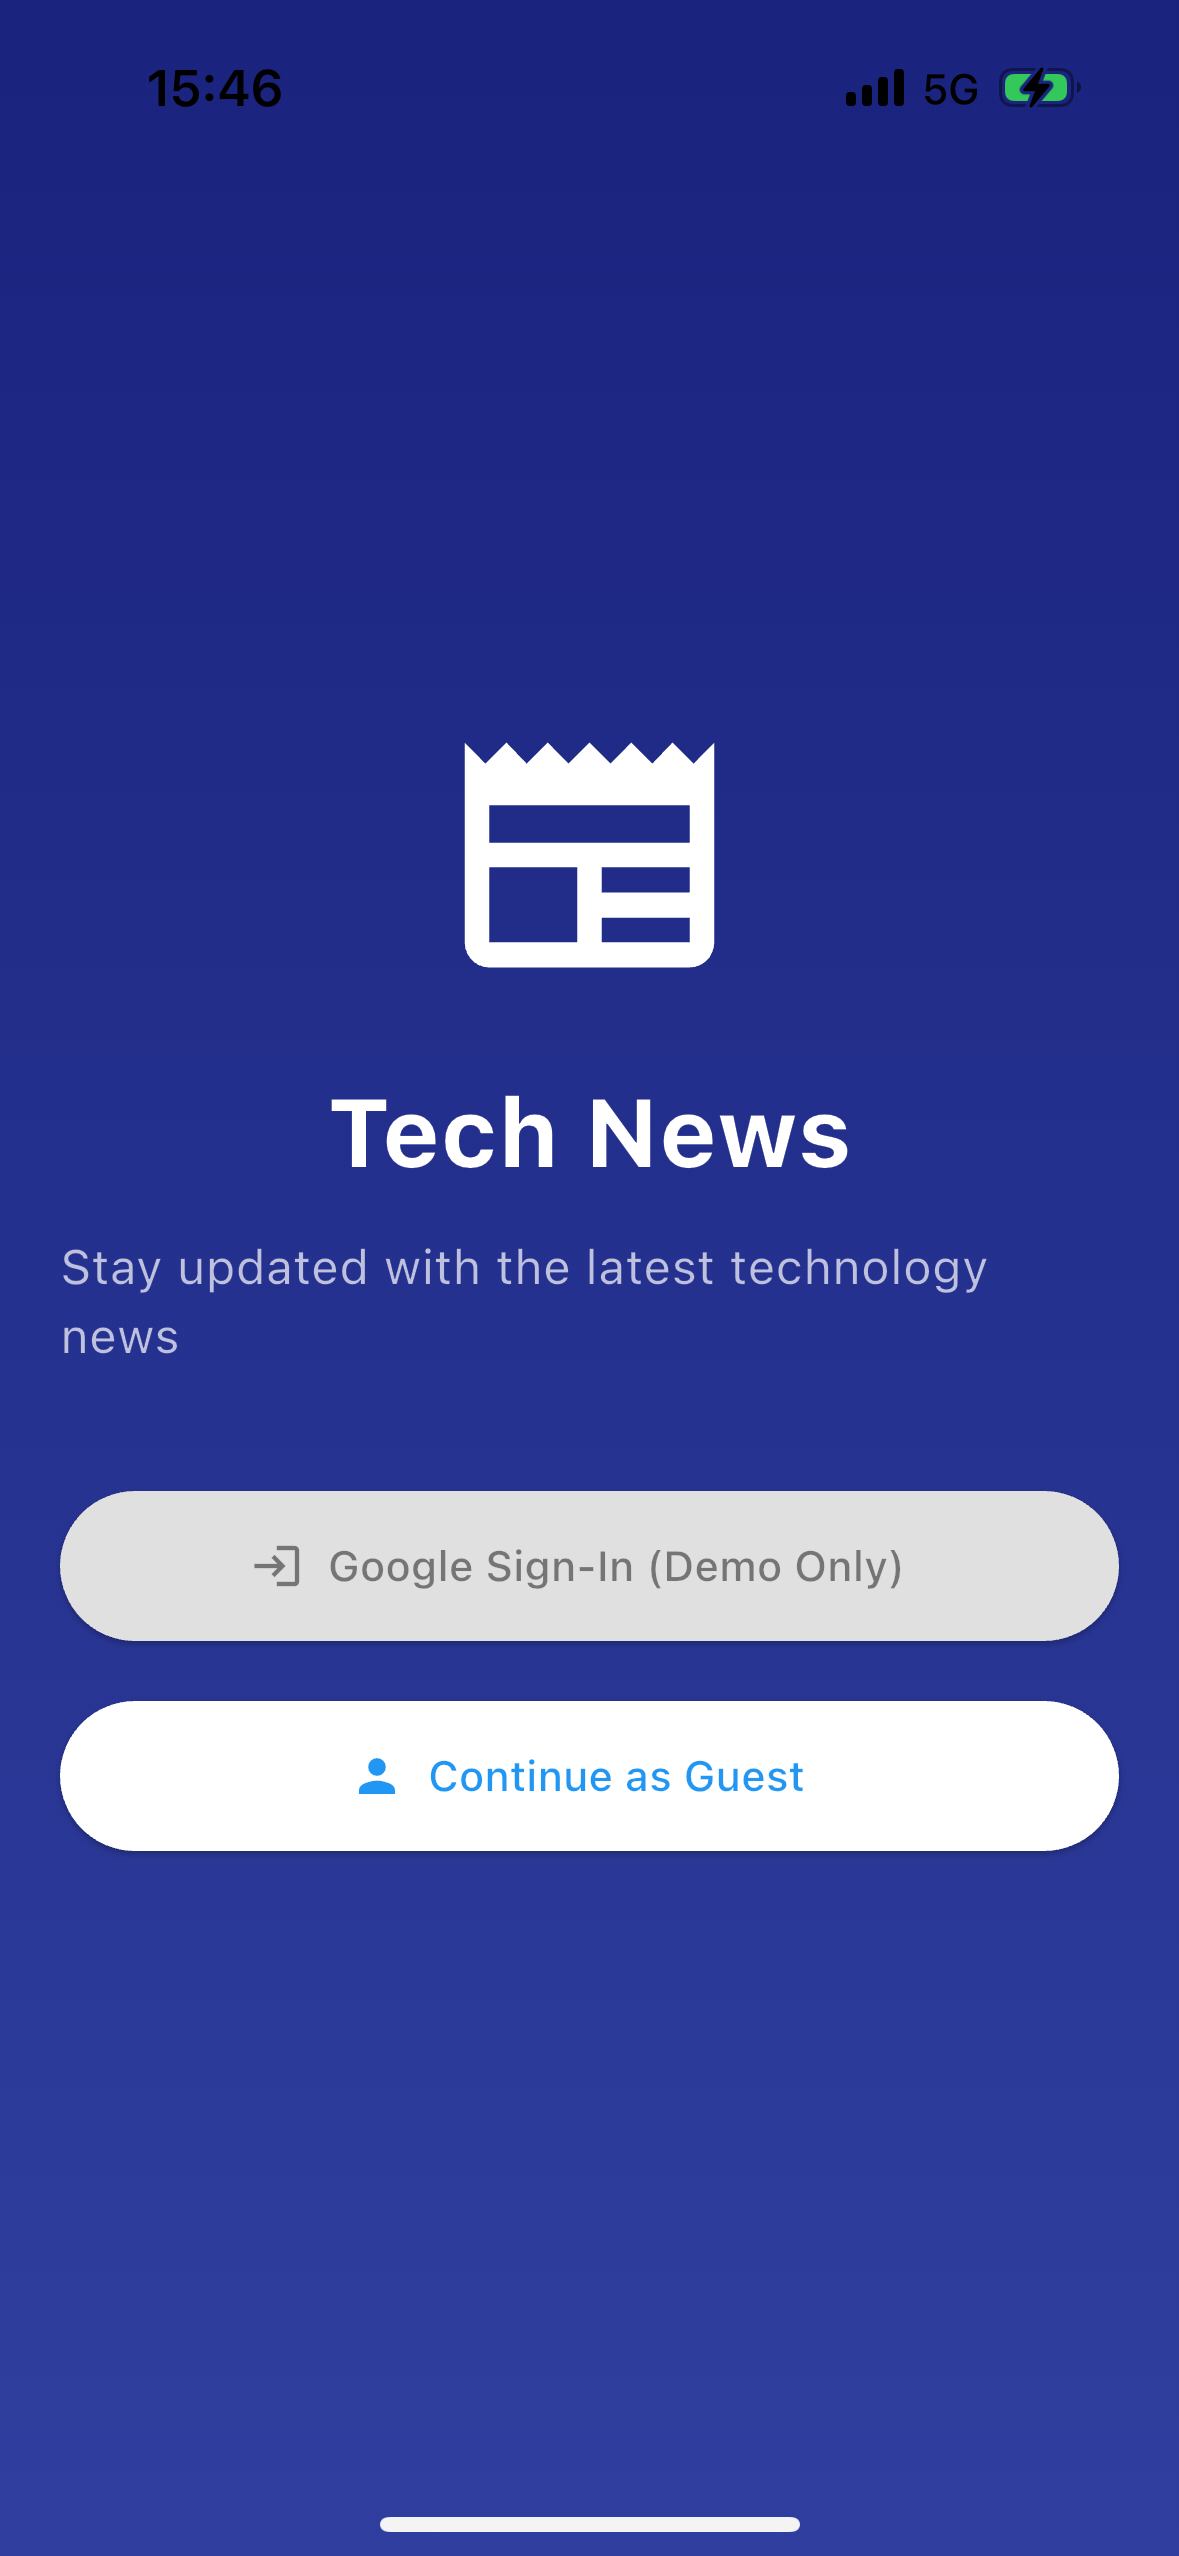 15:46 5G
Tech News
Stay updated with the latest technology
news
Google Sign-In (Demo Only)
Continue as Guest